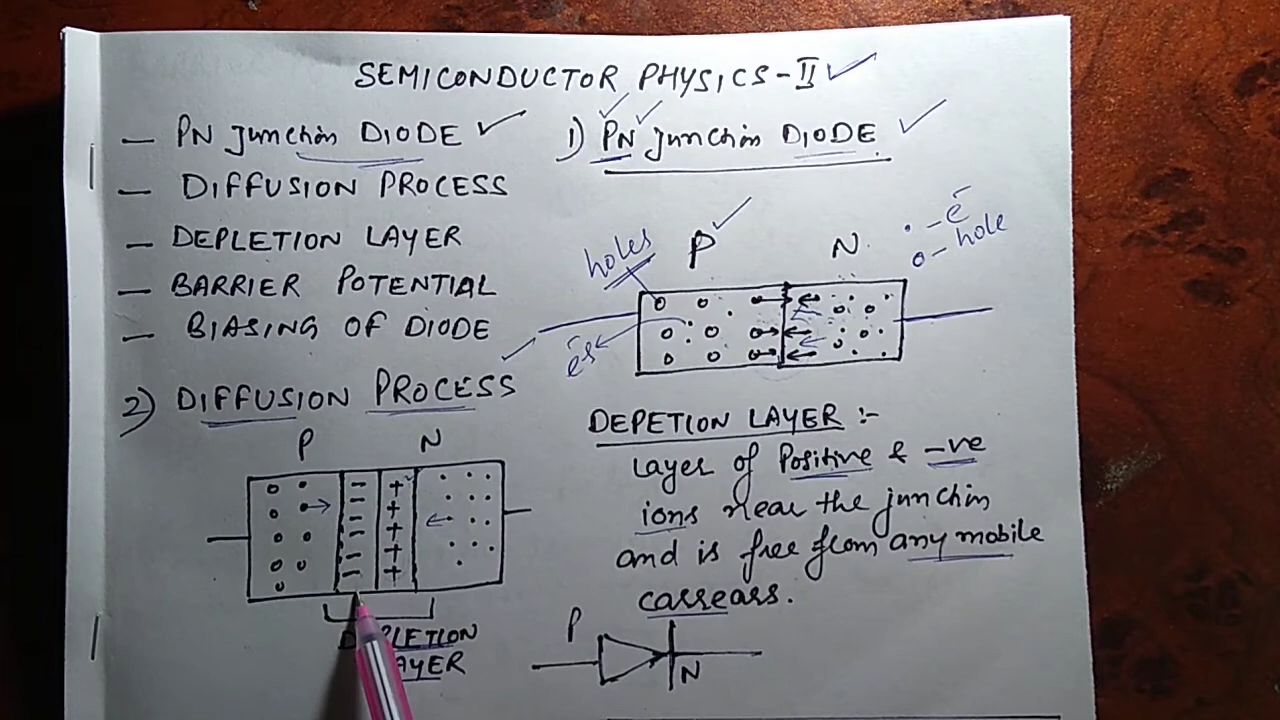 SEMICONDUCTOR PHYSICS-II
- PN junction DIODE
- DIFFUSION PROCESS
- DEPLETION LAYER
- BARRIER POTENTIAL
- BIASING OF DIODE
1) PN junction DIODE
holes
P
N
- e̅
- hole
e̅s
2) DIFFUSION PROCESS
P N
DEPLETION
LAYER
DEPETION LAYER :-
Layer of Positive & -ve
ions near the junction
and is free from any mobile
carrears.
P
N